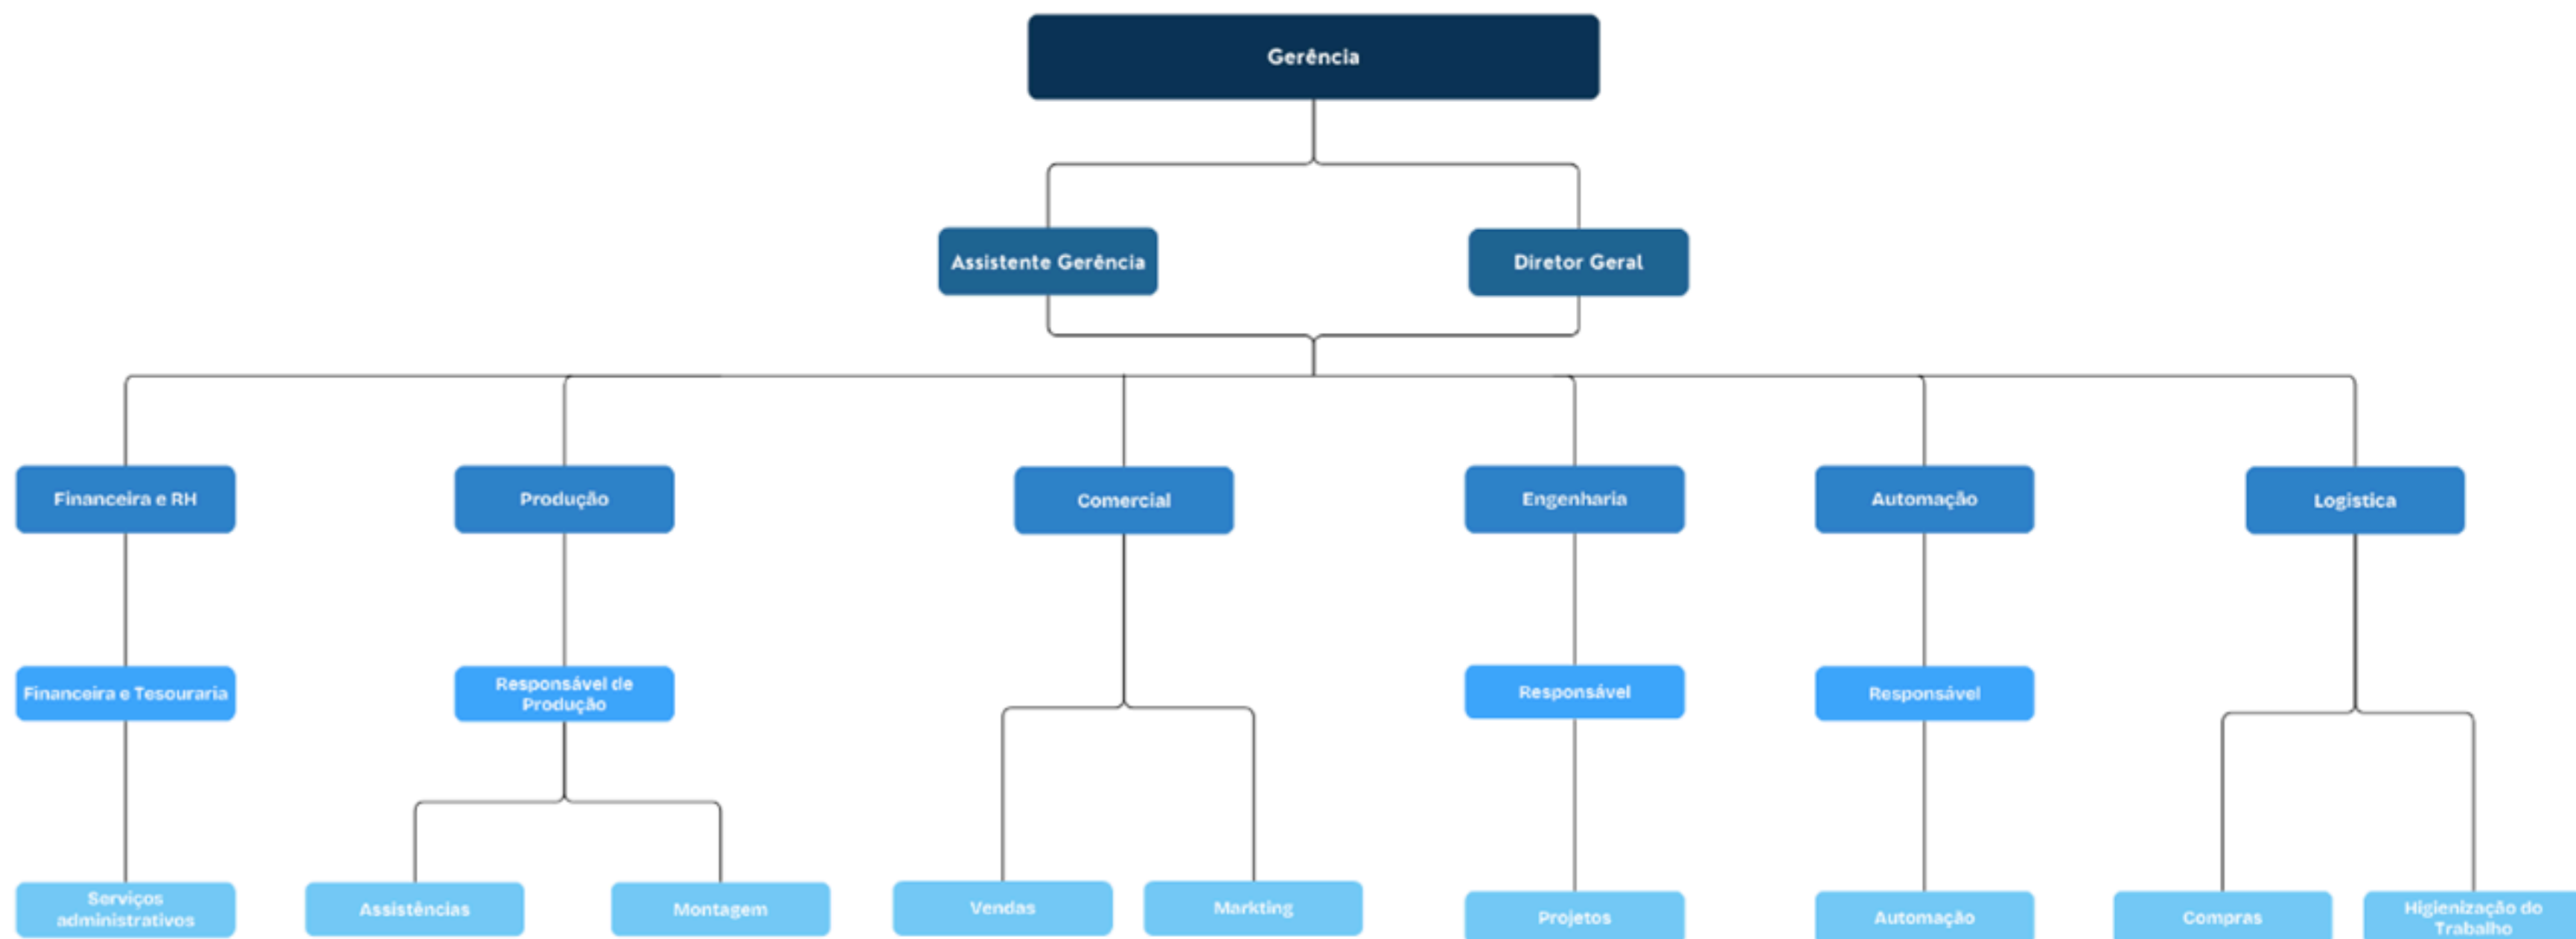 Gerência
Assistente Gerência
Diretor Geral
Financeira e RH
Produção
Comercial
Engenharia
Automação
Logistica
Financeira e Tesouraria
Responsável de
Produção
Responsável
Responsável
Serviços
administrativos
Assistências
Montagem
Vendas
Markting
Projetos
Automação
Compras
Higienização do
Trabalho